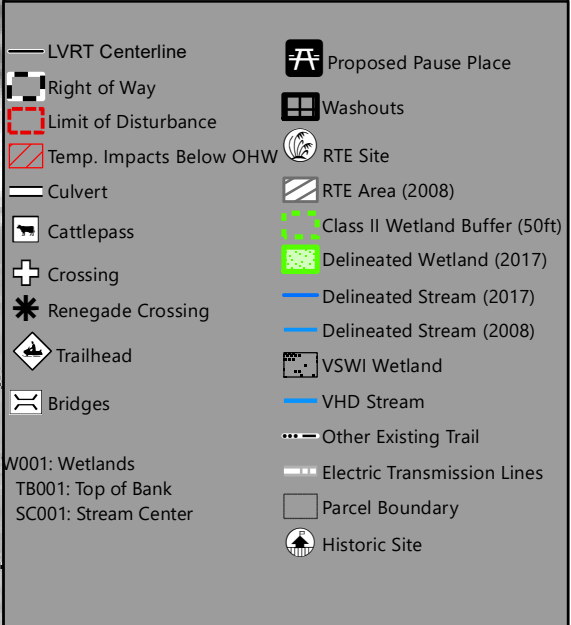 LVRT Centerline
Right of Way
Limit of Disturbance
Temp. Impacts Below OHW
Culvert
Cattlepass
Crossing
Renegade Crossing
Trailhead
Bridges
W001: Wetlands
TB001: Top of Bank
SC001: Stream Center
Proposed Pause Place
Washouts
RTE Site
RTE Area (2008)
Class II Wetland Buffer (50ft)
Delineated Wetland (2017)
Delineated Stream (2017)
Delineated Stream (2008)
VSWI Wetland
VHD Stream
Other Existing Trail
Electric Transmission Lines
Parcel Boundary
Historic Site